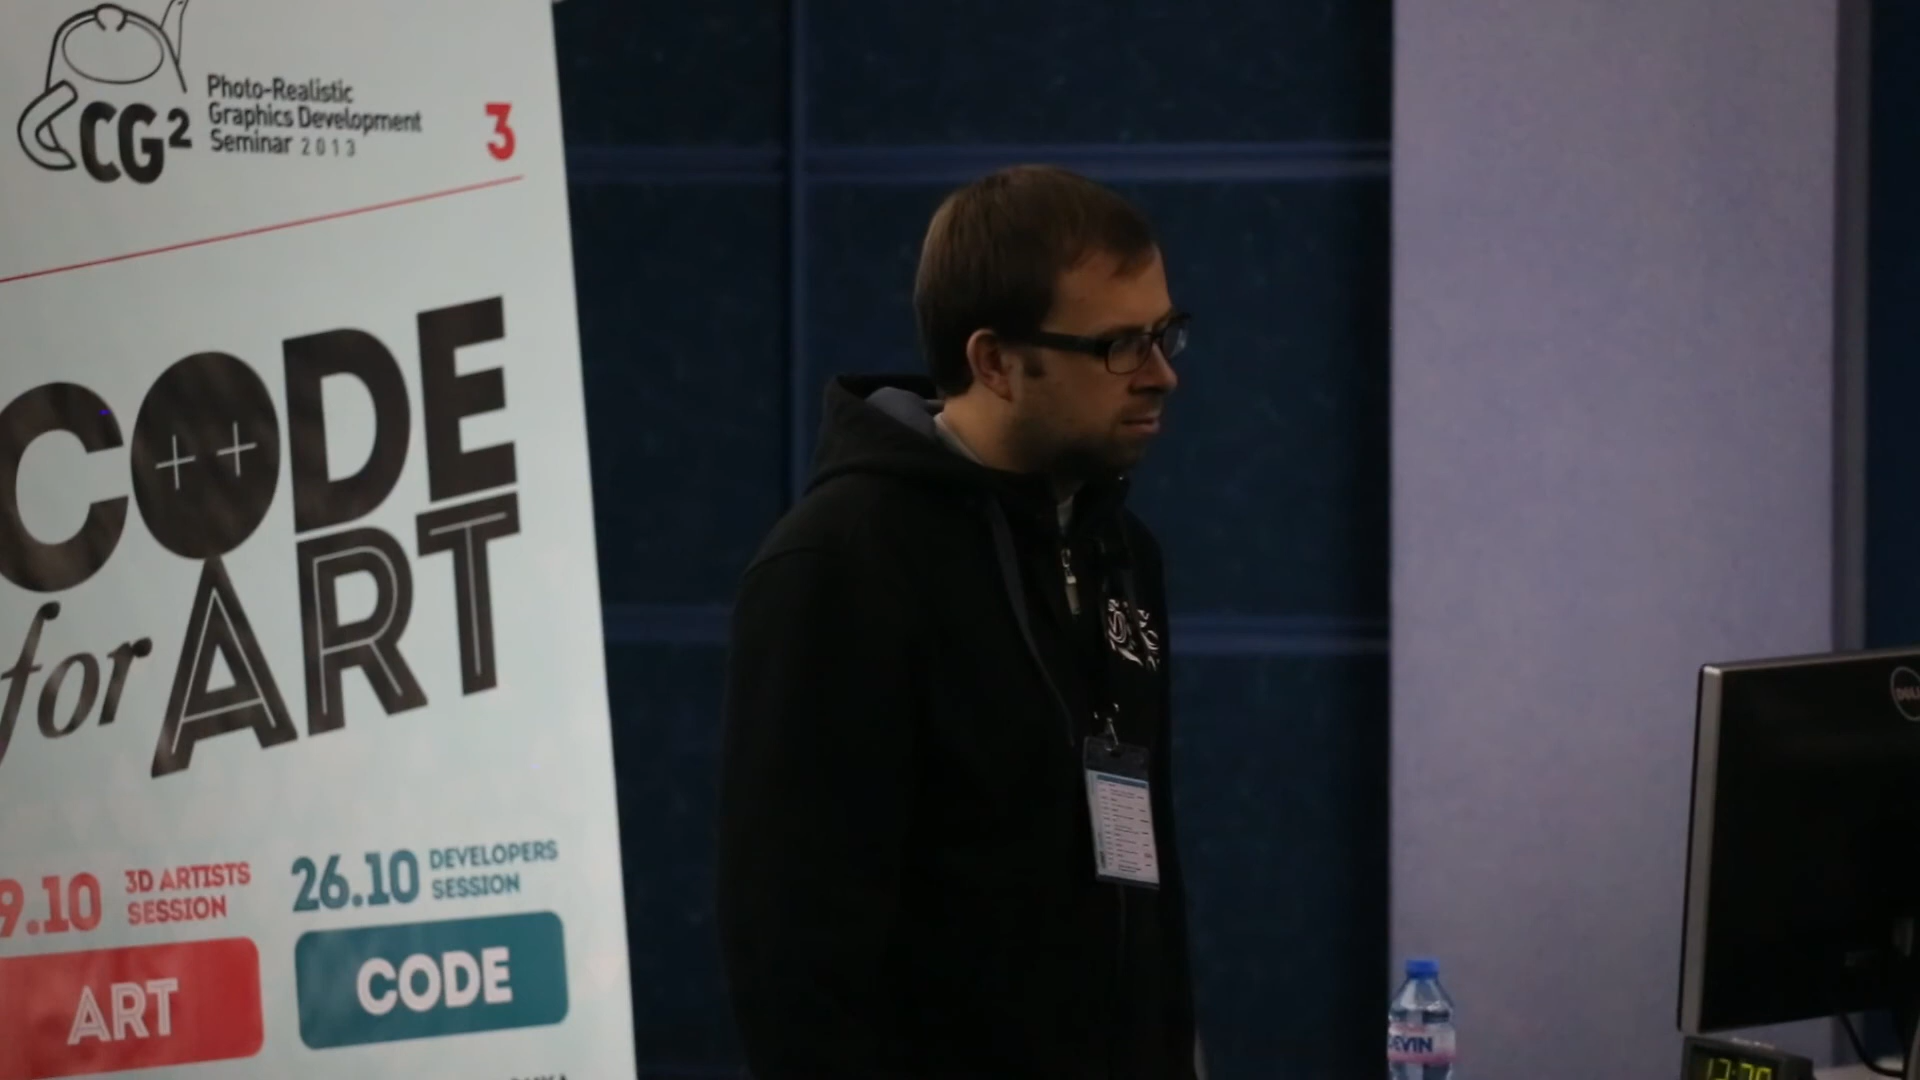 CG²
Photo-Realistic
Graphics Development
Seminar 2013
3
CODE
++
for ART
9.10
3D ARTISTS
SESSION
ART
26.10
DEVELOPERS
SESSION
CODE
DELL
DEVIN